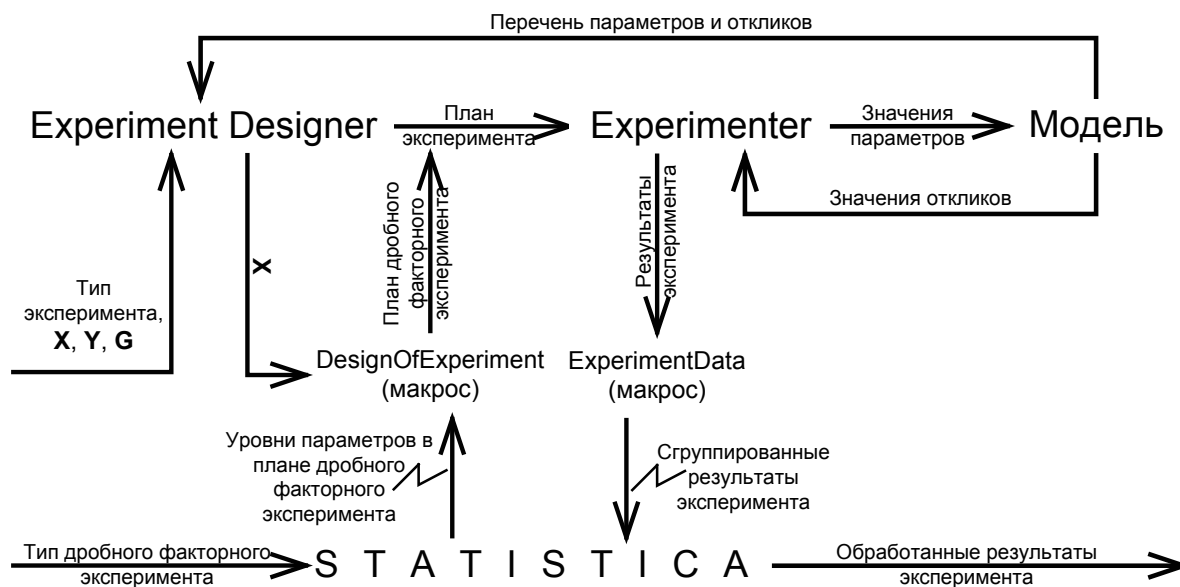 Перечень параметров и откликов
Experiment Designer
План
эксперимента
Experimenter
Значения
параметров
Модель
Значения откликов
План дробного
факторного
эксперимента
Результаты
эксперимента
X
Тип
эксперимента,
X, Y, G
DesignOfExperiment
(макрос)
ExperimentData
(макрос)
Уровни параметров в
плане дробного
факторного
эксперимента
Сгруппированные
результаты
эксперимента
Тип дробного факторного
эксперимента
S T A T I S T I C A
Обработанные результаты
эксперимента